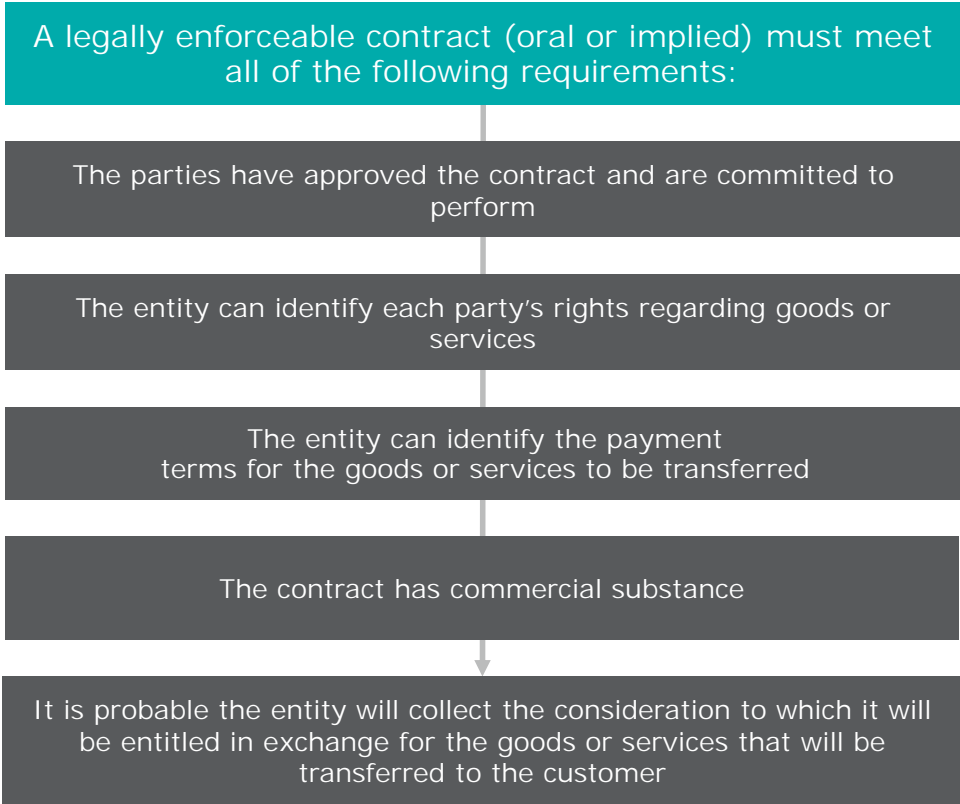 A legally enforceable contract (oral or implied) must meet
all of the following requirements:
The parties have approved the contract and are committed to
perform
The entity can identify each party's rights regarding goods or
services
The entity can identify the payment
terms for the goods or services to be transferred
The contract has commercial substance
It is probable the entity will collect the consideration to which it will
be entitled in exchange for the goods or services that will be
transferred to the customer